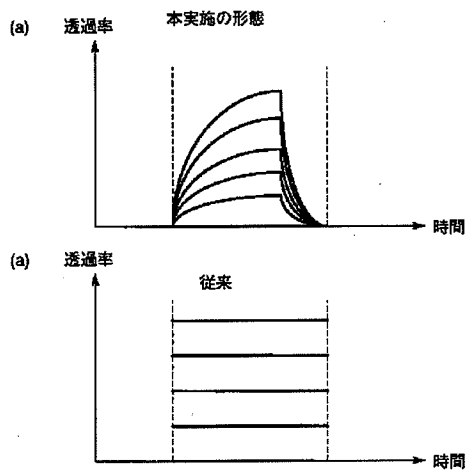 本実施の形態
(a) 透過率
時間
(a) 透過率
従来
時間